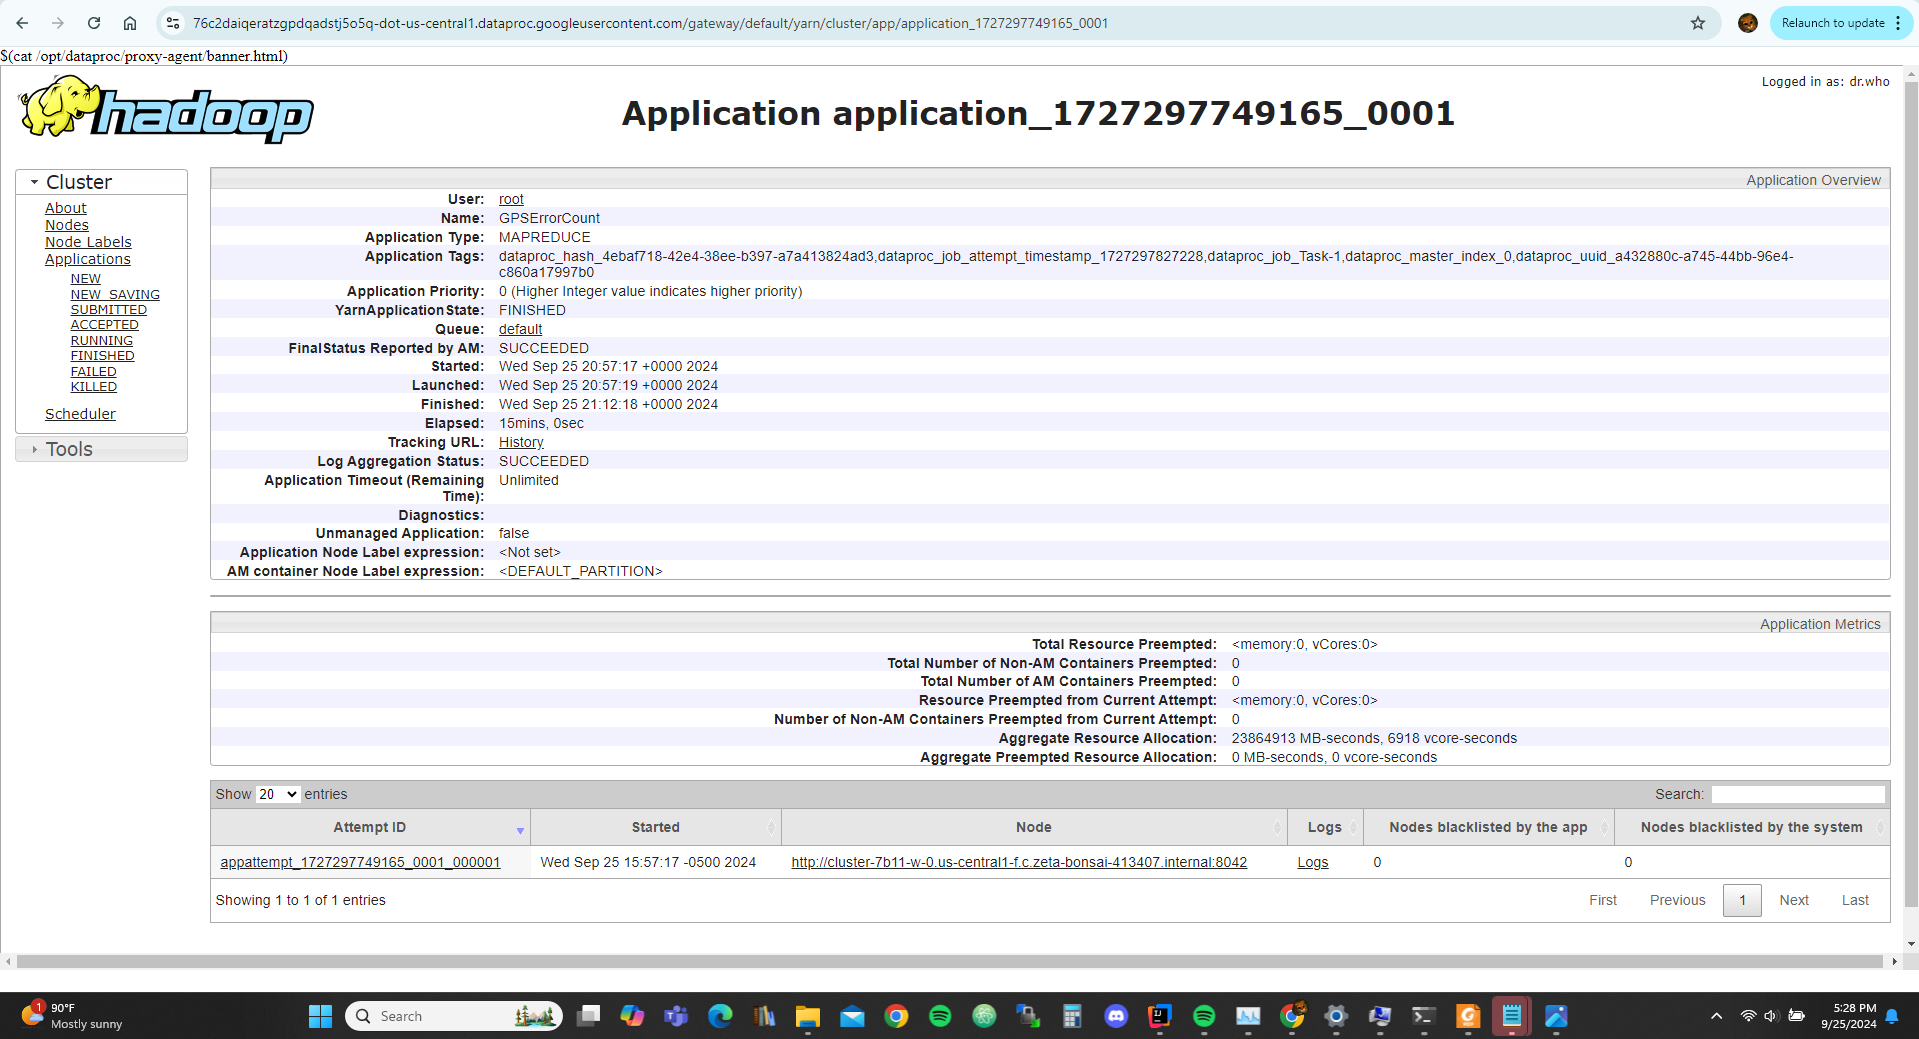 76c2daiqeratzgpdqadstj5o5q-dot-us-central1.dataproc.googleusercontent.com/gateway/default/yarn/cluster/app/application_1727297749165_0001
Relaunch to update
$(cat /opt/dataproc/proxy-agent/banner.html)
Logged in as: dr.who
hadoop
Application application_1727297749165_0001
Cluster
About
Nodes
Node Labels
Applications
NEW
NEW_SAVING
SUBMITTED
ACCEPTED
RUNNING
FINISHED
FAILED
KILLED
Scheduler
Tools
Application Overview
User: root
Name: GPSErrorCount
Application Type: MAPREDUCE
Application Tags: dataproc_hash_4ebaf718-42e4-38ee-b397-a7a413824ad3,dataproc_job_attempt_timestamp_1727297827228,dataproc_job_Task-1,dataproc_master_index_0,dataproc_uuid_a432880c-a745-44bb-96e4-
c860a17997b0
Application Priority: 0 (Higher Integer value indicates higher priority)
YarnApplicationState: FINISHED
Queue: default
FinalStatus Reported by AM: SUCCEEDED
Started: Wed Sep 25 20:57:17 +0000 2024
Launched: Wed Sep 25 20:57:19 +0000 2024
Finished: Wed Sep 25 21:12:18 +0000 2024
Elapsed: 15mins, 0sec
Tracking URL: History
Log Aggregation Status: SUCCEEDED
Application Timeout (Remaining Unlimited
Time):
Diagnostics:
Unmanaged Application: false
Application Node Label expression: <Not set>
AM container Node Label expression: <DEFAULT_PARTITION>
Application Metrics
Total Resource Preempted: <memory:0, vCores:0>
Total Number of Non-AM Containers Preempted: 0
Total Number of AM Containers Preempted: 0
Resource Preempted from Current Attempt: <memory:0, vCores:0>
Number of Non-AM Containers Preempted from Current Attempt: 0
Aggregate Resource Allocation: 23864913 MB-seconds, 6918 vcore-seconds
Aggregate Preempted Resource Allocation: 0 MB-seconds, 0 vcore-seconds
Show 20 entries Search:
Attempt ID Started Node Logs Nodes blacklisted by the app Nodes blacklisted by the system
appattempt_1727297749165_0001_000001 Wed Sep 25 15:57:17 -0500 2024 http://cluster-7b11-w-0.us-central1-f.c.zeta-bonsai-413407.internal:8042 Logs 0 0
Showing 1 to 1 of 1 entries First Previous 1 Next Last
1
90°F
Mostly sunny
Search
5:28 PM
9/25/2024